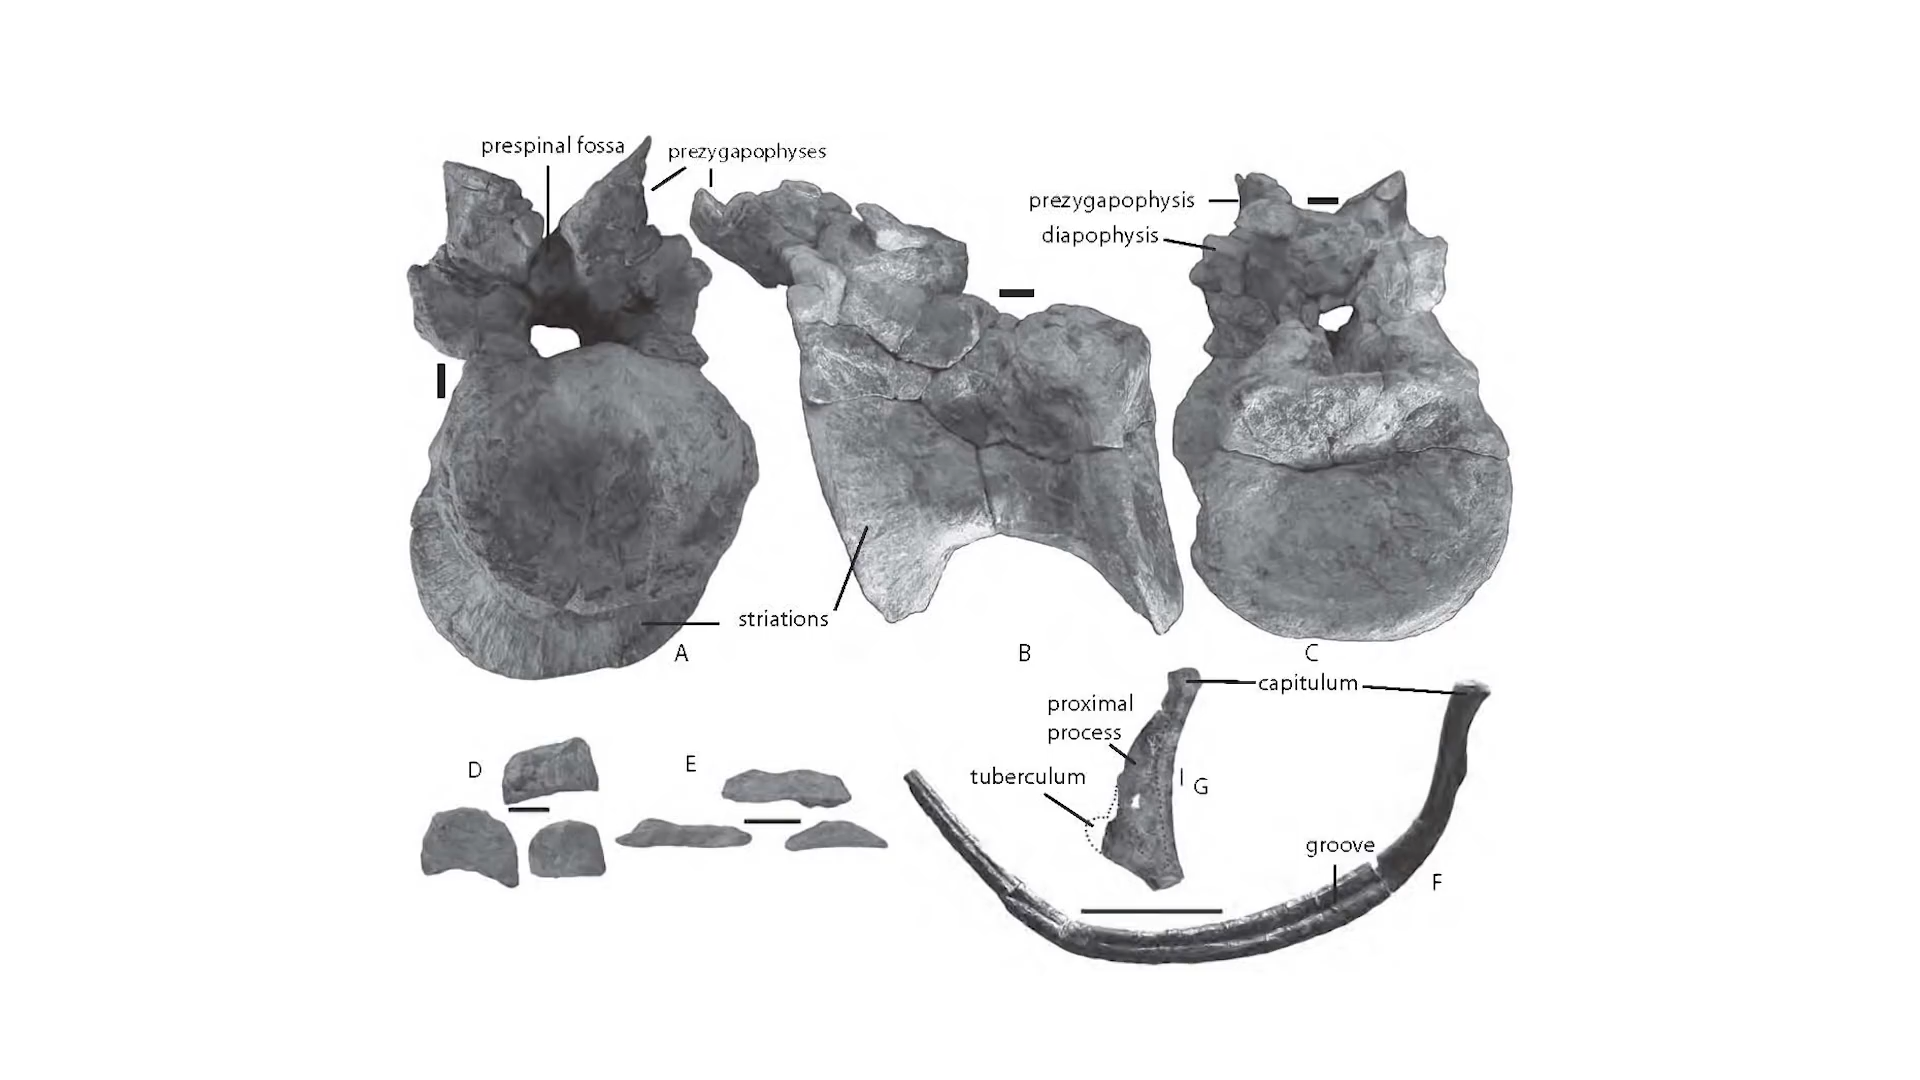 prespinal fossa
prezygapophyses
prezygapophysis
diapophysis
striations
A
B
C
capitulum
proximal
process
tuberculum
D
E
G
groove
F